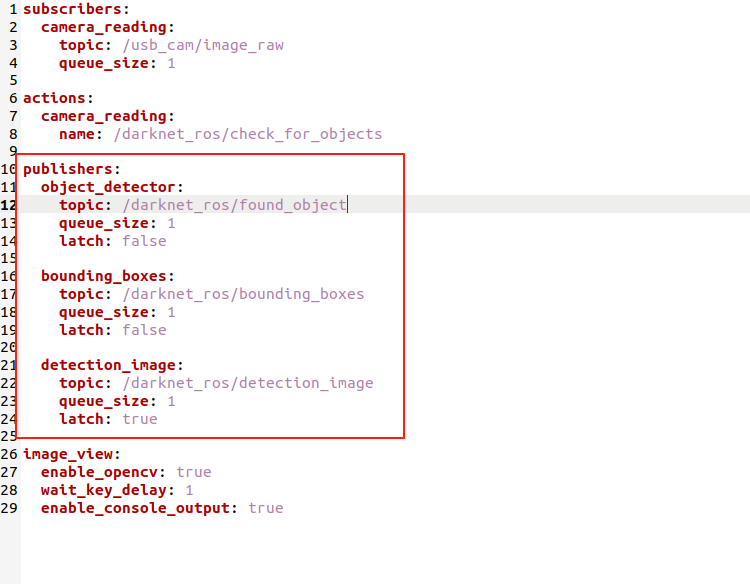 1 subscribers:
2   camera_reading:
3     topic: /usb_cam/image_raw
4     queue_size: 1
5
6 actions:
7   camera_reading:
8     name: /darknet_ros/check_for_objects
9
10 publishers:
11   object_detector:
12     topic: /darknet_ros/found_object
13     queue_size: 1
14     latch: false
15
16   bounding_boxes:
17     topic: /darknet_ros/bounding_boxes
18     queue_size: 1
19     latch: false
20
21   detection_image:
22     topic: /darknet_ros/detection_image
23     queue_size: 1
24     latch: true
25
26 image_view:
27   enable_opencv: true
28   wait_key_delay: 1
29   enable_console_output: true